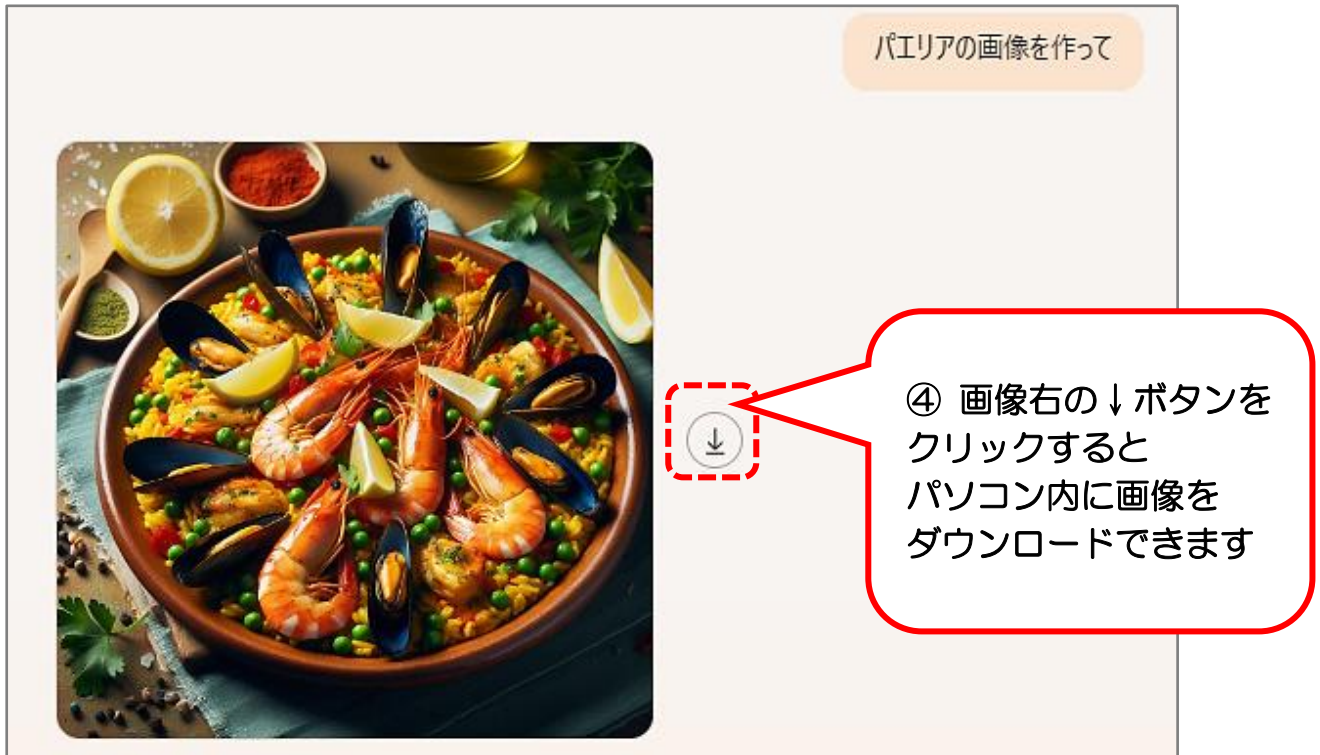 パエリアの画像を作って
④ 画像右の↓ボタンを
クリックすると
パソコン内に画像を
ダウンロードできます